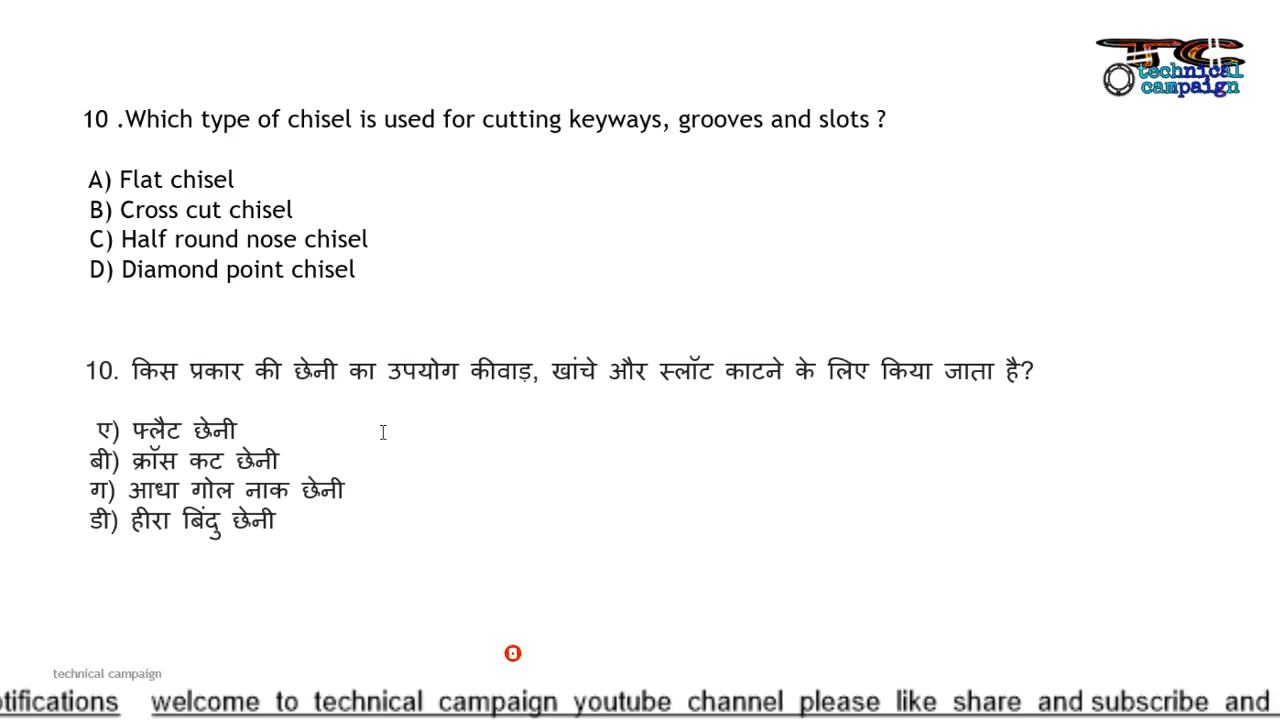 TC
technical
campaign
10 .Which type of chisel is used for cutting keyways, grooves and slots ?
A) Flat chisel
B) Cross cut chisel
C) Half round nose chisel
D) Diamond point chisel
10. किस प्रकार की छेनी का उपयोग कीवाड़, खांचे और स्लॉट काटने के लिए किया जाता है?
ए) फ्लैट छेनी
बी) क्रॉस कट छेनी
ग) आधा गोल नाक छेनी
डी) हीरा बिंदु छेनी
technical campaign
otifications welcome to technical campaign youtube channel please like share and subscribe and